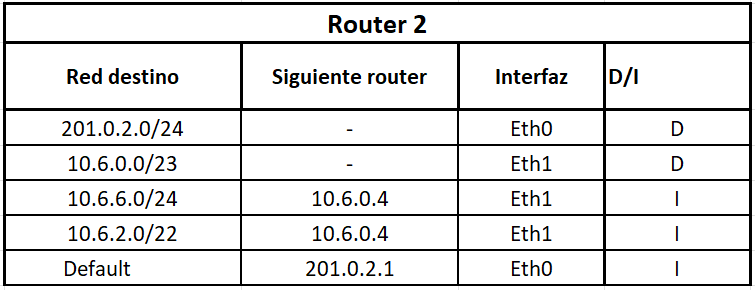 Router 2
Red destino Siguiente router Interfaz D/I
201.0.2.0/24 - Eth0 D
10.6.0.0/23 - Eth1 D
10.6.6.0/24 10.6.0.4 Eth1 I
10.6.2.0/22 10.6.0.4 Eth1 I
Default 201.0.2.1 Eth0 I